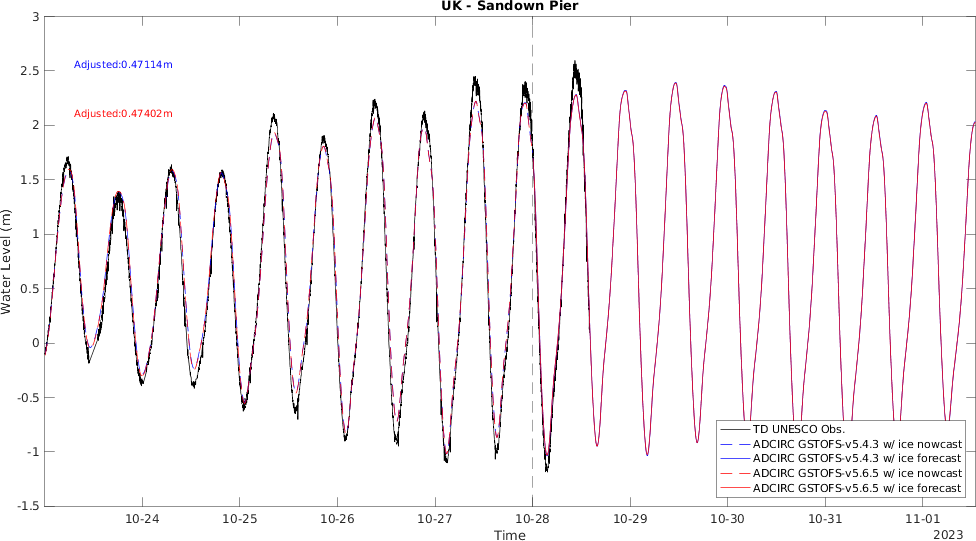 UK - Sandown Pier
3
2.5
2
1.5
1
0.5
0
-0.5
-1
-1.5
Water Level (m)
Adjusted:0.47114m
Adjusted:0.47402m
TD UNESCO Obs.
ADCIRC GSTOFS-v5.4.3 w/ ice nowcast
ADCIRC GSTOFS-v5.4.3 w/ ice forecast
ADCIRC GSTOFS-v5.6.5 w/ ice nowcast
ADCIRC GSTOFS-v5.6.5 w/ ice forecast
10-24 10-25 10-26 10-27 10-28 10-29 10-30 10-31 11-01
Time
2023